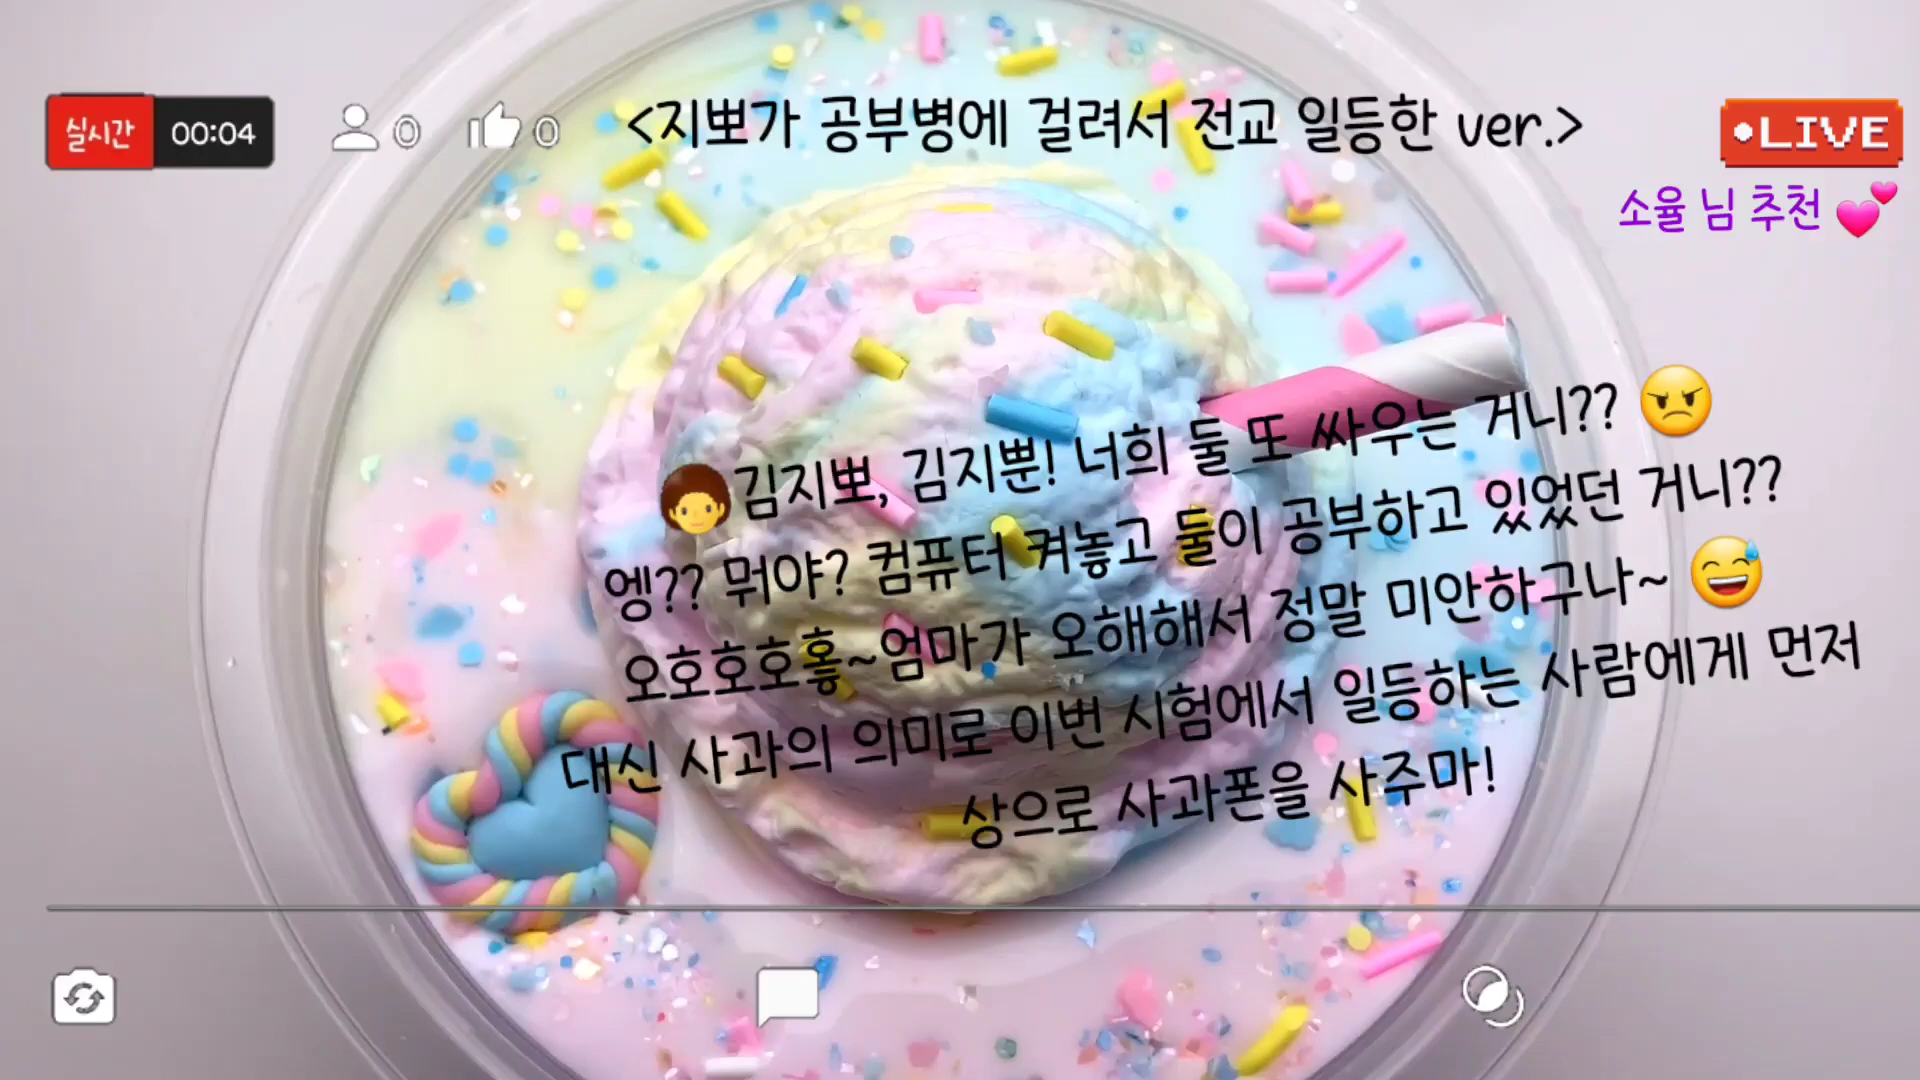 실시간 00:04 0 0 <지뽀가 공부병에 걸려서 전교 일등한 ver.> •LIVE
소율 님 추천 💕
김지뽀, 김지뿐! 너희 둘 또 싸우는 거니?? 😠
엥?? 뭐야? 컴퓨터 켜놓고 둘이 공부하고 있었던 거니??
오호호호홓~엄마가 오해해서 정말 미안하구나~ 😅
대신 사과의 의미로 이번 시험에서 일등하는 사람에게 먼저
상으로 사과폰을 사주마!